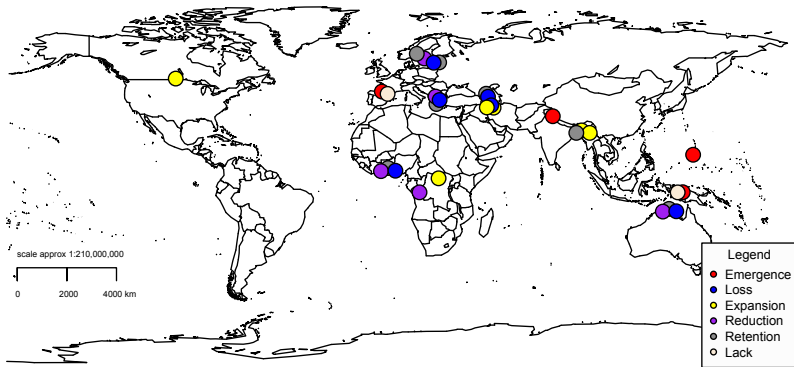 scale approx 1:210,000,000
0 2000 4000 km
Legend
Emergence
Loss
Expansion
Reduction
Retention
Lack